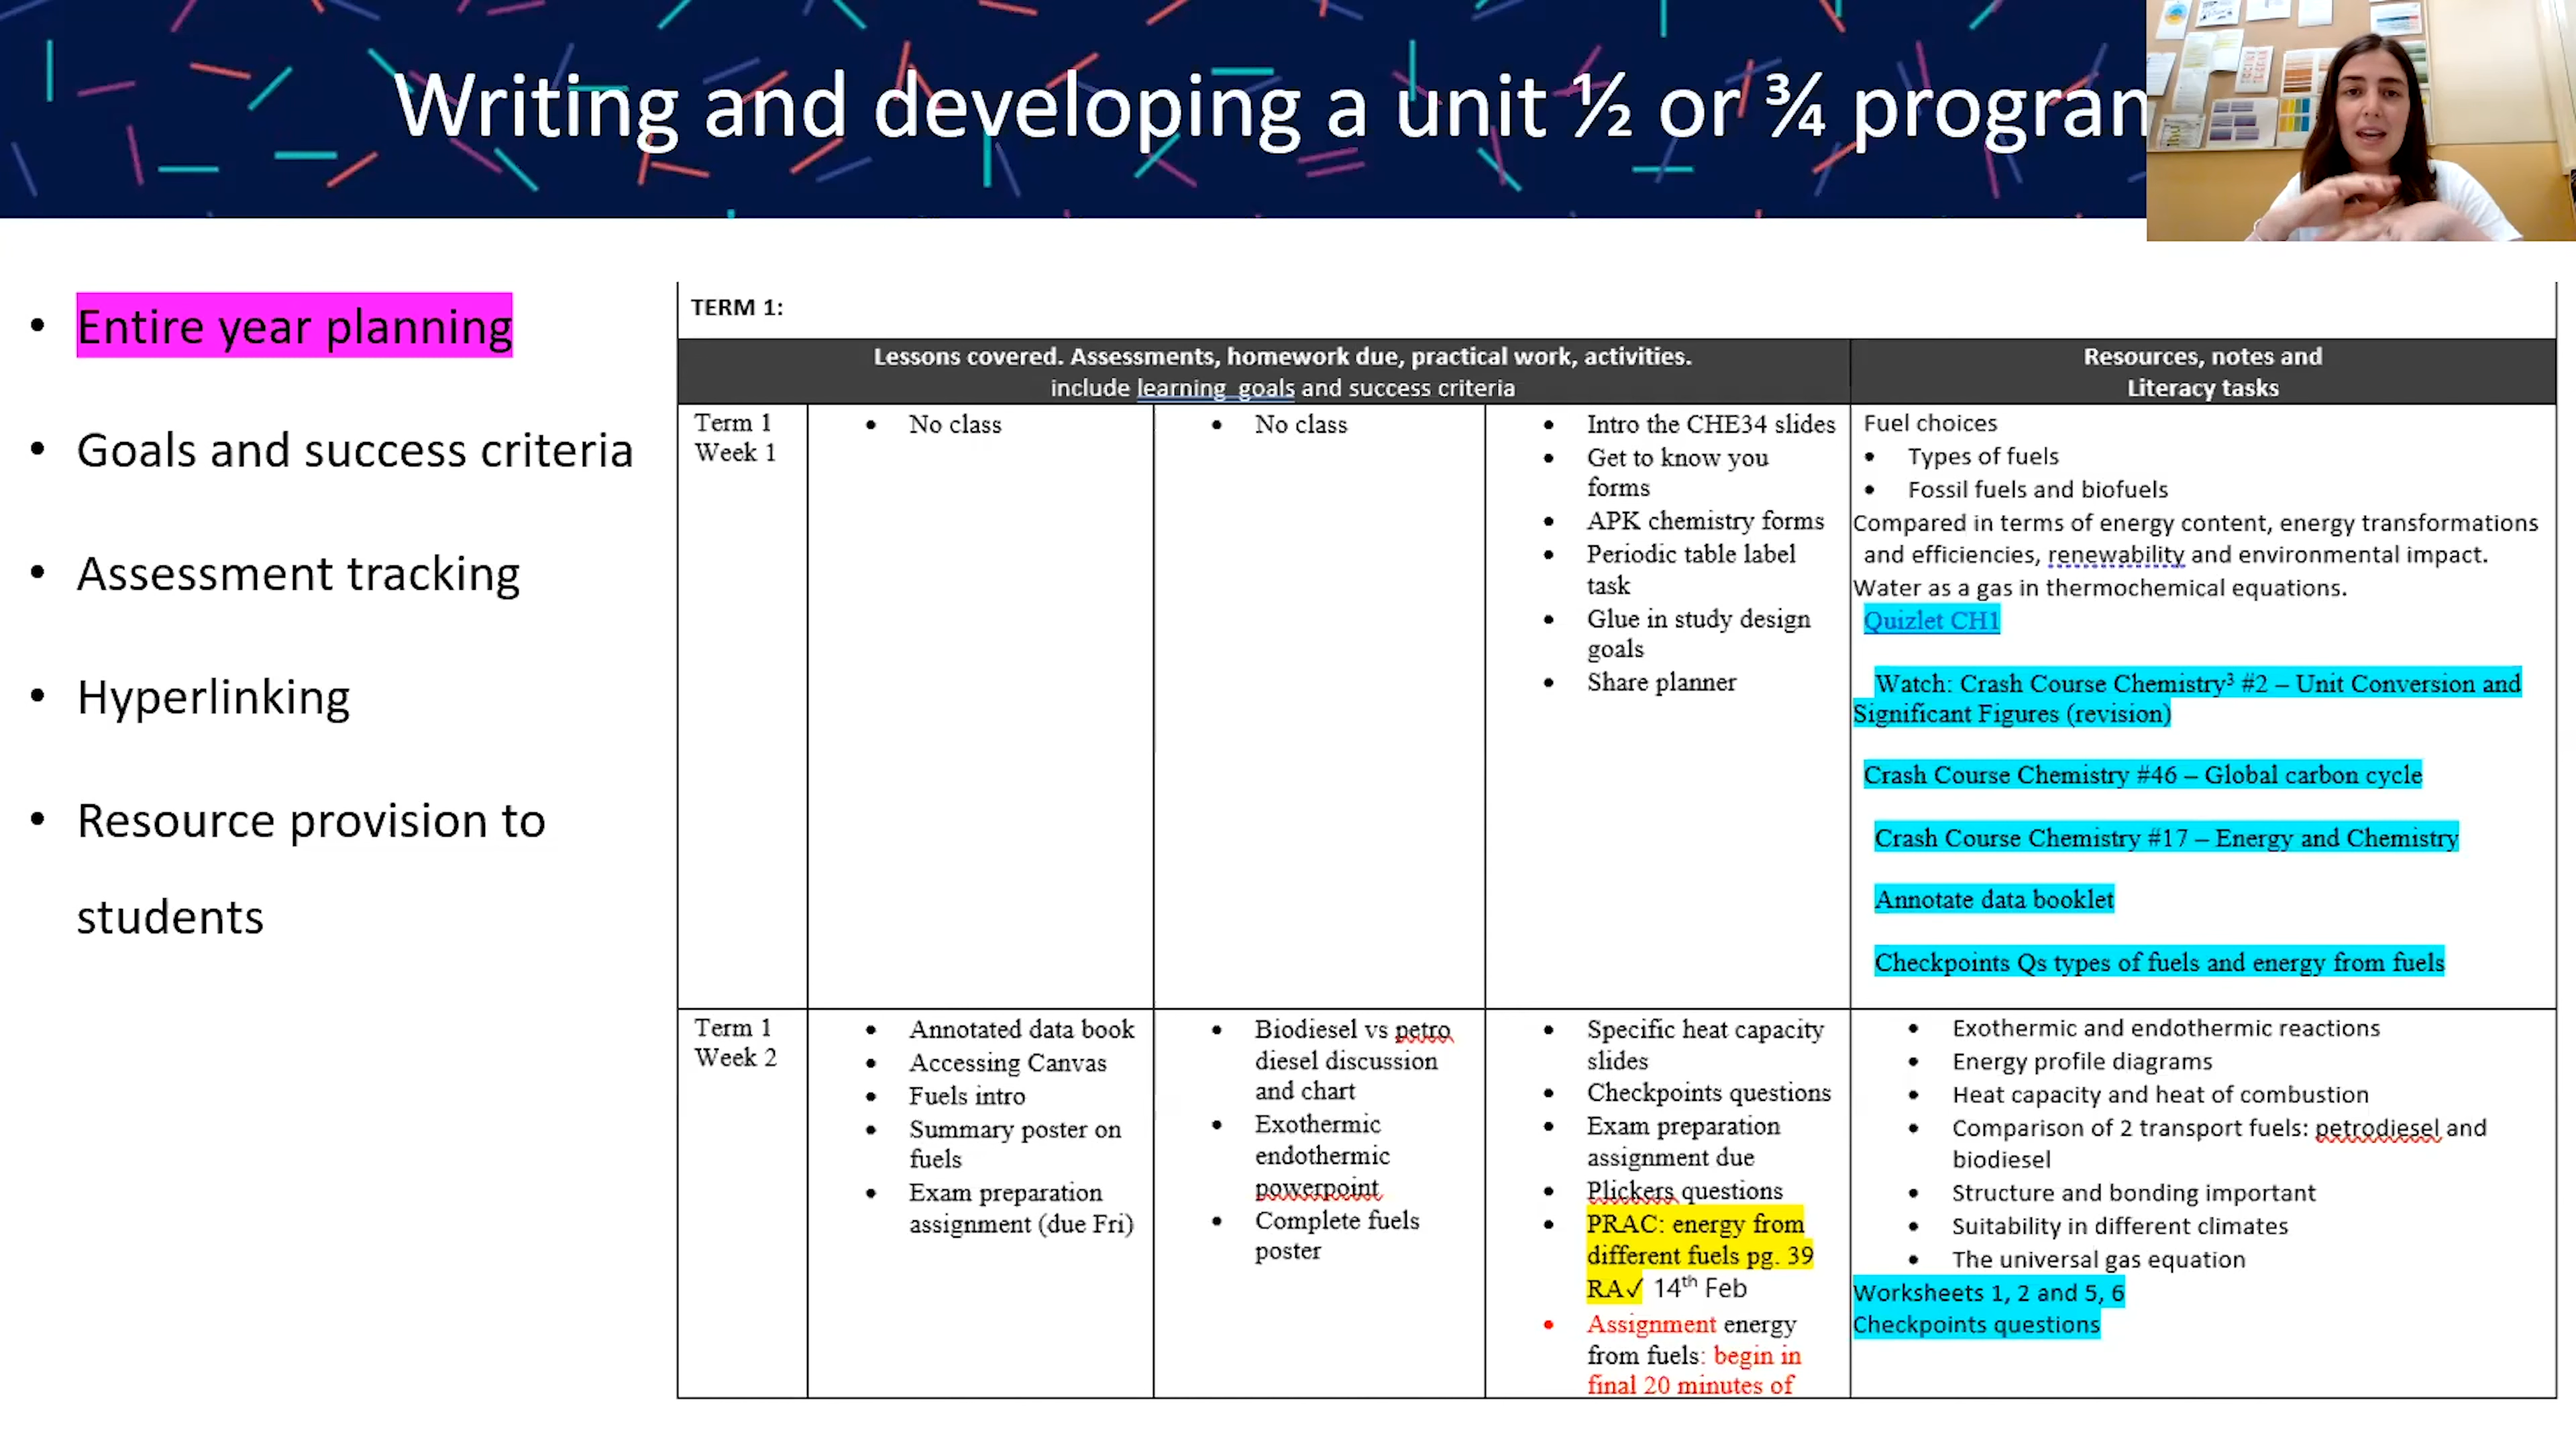 Writing and developing a unit ½ or ¾ program
• Entire year planning
• Goals and success criteria
• Assessment tracking
• Hyperlinking
• Resource provision to
students
TERM 1:
Lessons covered. Assessments, homework due, practical work, activities.
include learning goals and success criteria
Resources, notes and
Literacy tasks
Term 1
Week 1
• No class
• No class
• Intro the CHE34 slides
• Get to know you
forms
• APK chemistry forms
• Periodic table label
task
• Glue in study design
goals
• Share planner
Fuel choices
• Types of fuels
• Fossil fuels and biofuels
Compared in terms of energy content, energy transformations
and efficiencies, renewability and environmental impact.
Water as a gas in thermochemical equations.
Quizlet CH1
Watch: Crash Course Chemistry³ #2 – Unit Conversion and
Significant Figures (revision)
Crash Course Chemistry #46 – Global carbon cycle
Crash Course Chemistry #17 – Energy and Chemistry
Annotate data booklet
Checkpoints Qs types of fuels and energy from fuels
Term 1
Week 2
• Annotated data book
• Accessing Canvas
• Fuels intro
• Summary poster on
fuels
• Exam preparation
assignment (due Fri)
• Biodiesel vs petro
diesel discussion
and chart
• Exothermic
endothermic
powerpoint
• Complete fuels
poster
• Specific heat capacity
slides
• Checkpoints questions
• Exam preparation
assignment due
• Plickers questions
• PRAC: energy from
different fuels pg. 39
RA✓ 14th Feb
• Assignment energy
from fuels: begin in
final 20 minutes of
• Exothermic and endothermic reactions
• Energy profile diagrams
• Heat capacity and heat of combustion
• Comparison of 2 transport fuels: petrodiesel and
biodiesel
• Structure and bonding important
• Suitability in different climates
• The universal gas equation
Worksheets 1, 2 and 5, 6
Checkpoints questions